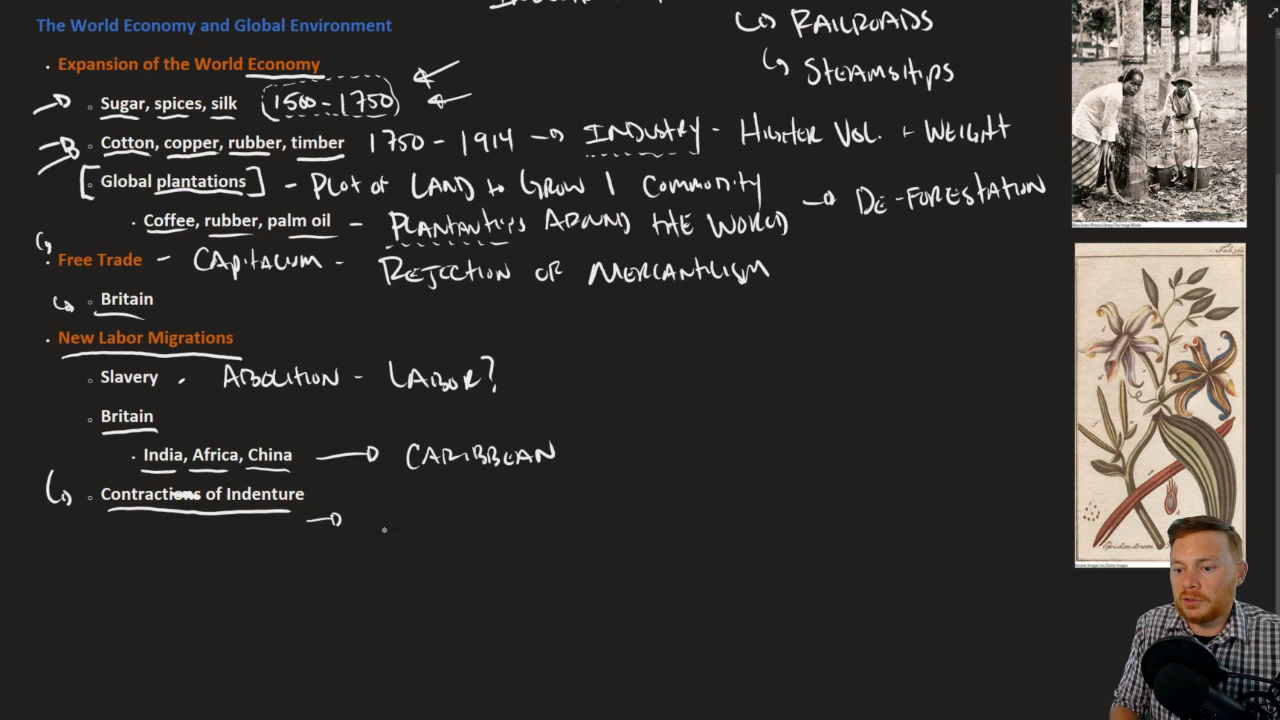 The World Economy and Global Environment
RAILROADS
STEAMSHIPS
Expansion of the World Economy
Sugar, spices, silk (1500-1750)
Cotton, copper, rubber, timber 1750-1914 → INDUSTRY - HIGHER VOL. + WEIGHT
[Global plantations] - PLOT OF LAND to GROW 1 COMMODITY
→ DE-FORESTATION
Coffee, rubber, palm oil - PLANTANTIONS AROUND THE WORLD
Free Trade - CAPITALISM - REJECTION OF MERCANTILISM
Britain
New Labor Migrations
Slavery . ABOLITION - LABOR?
Britain
India, Africa, China → CARIBBEAN
Contractions of Indenture →